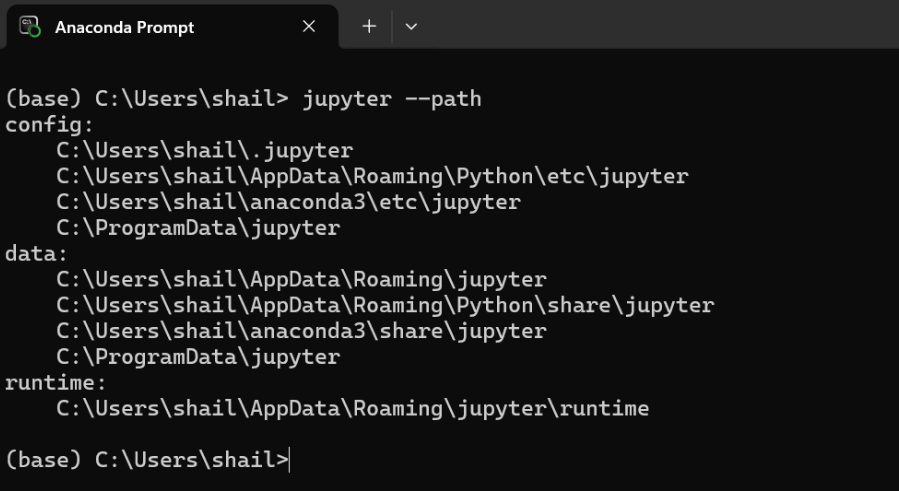 Anaconda Prompt
(base) C:\Users\shail> jupyter --path
config:
    C:\Users\shail\.jupyter
    C:\Users\shail\AppData\Roaming\Python\etc\jupyter
    C:\Users\shail\anaconda3\etc\jupyter
    C:\ProgramData\jupyter
data:
    C:\Users\shail\AppData\Roaming\jupyter
    C:\Users\shail\AppData\Roaming\Python\share\jupyter
    C:\Users\shail\anaconda3\share\jupyter
    C:\ProgramData\jupyter
runtime:
    C:\Users\shail\AppData\Roaming\jupyter\runtime
(base) C:\Users\shail>